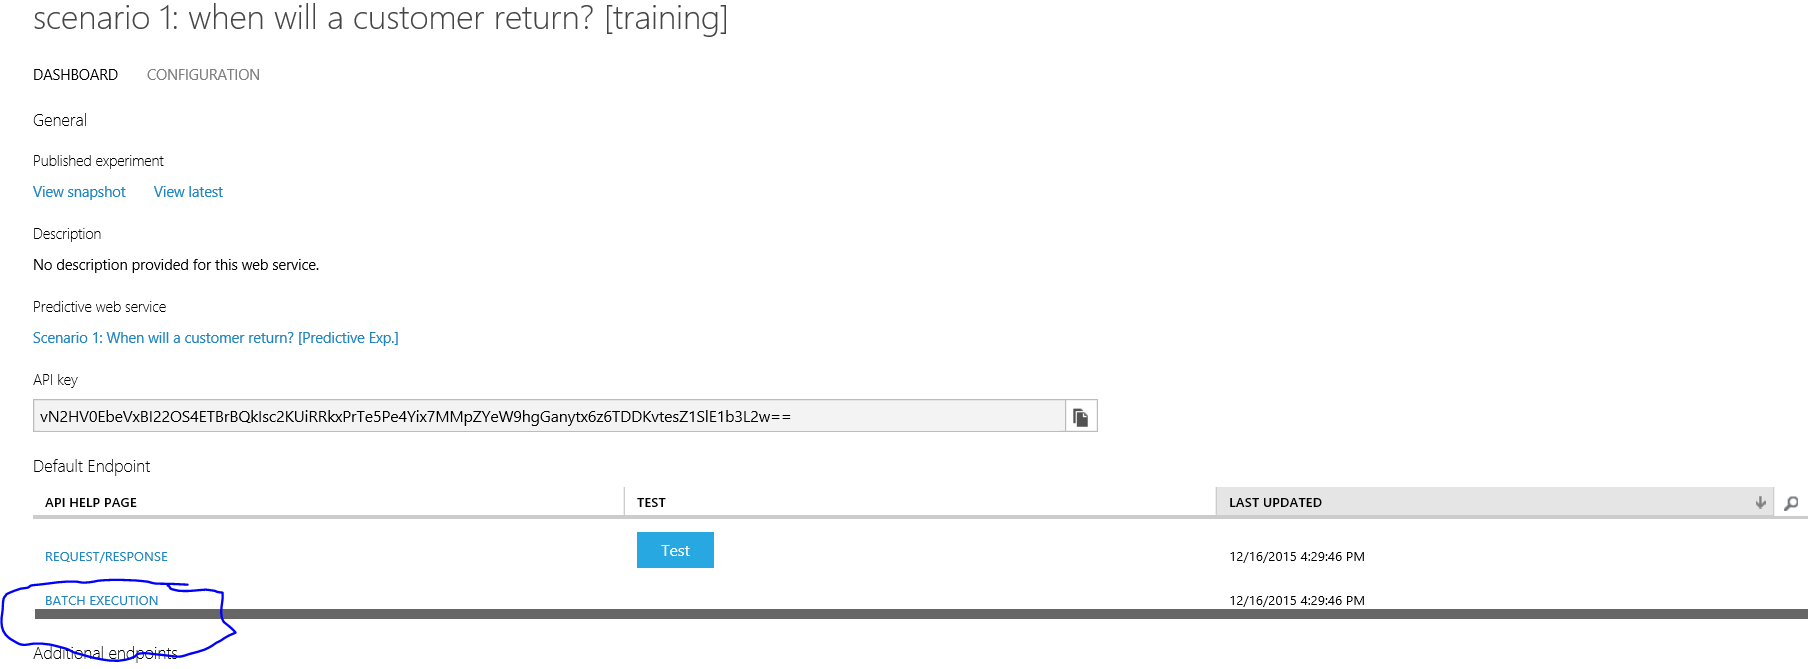 scenario 1: when will a customer return? [training]
DASHBOARD CONFIGURATION
General
Published experiment
View snapshot View latest
Description
No description provided for this web service.
Predictive web service
Scenario 1: When will a customer return? [Predictive Exp.]
API key
vN2HV0EbeVxBI22OS4ETBrBQkIsc2KUiRRkxPrTe5Pe4Yix7MMpZYeW9hgGanytx6z6TDDKvtesZ1SlE1b3L2w==
Default Endpoint
API HELP PAGE TEST LAST UPDATED
REQUEST/RESPONSE Test 12/16/2015 4:29:46 PM
BATCH EXECUTION 12/16/2015 4:29:46 PM
Additional endpoints